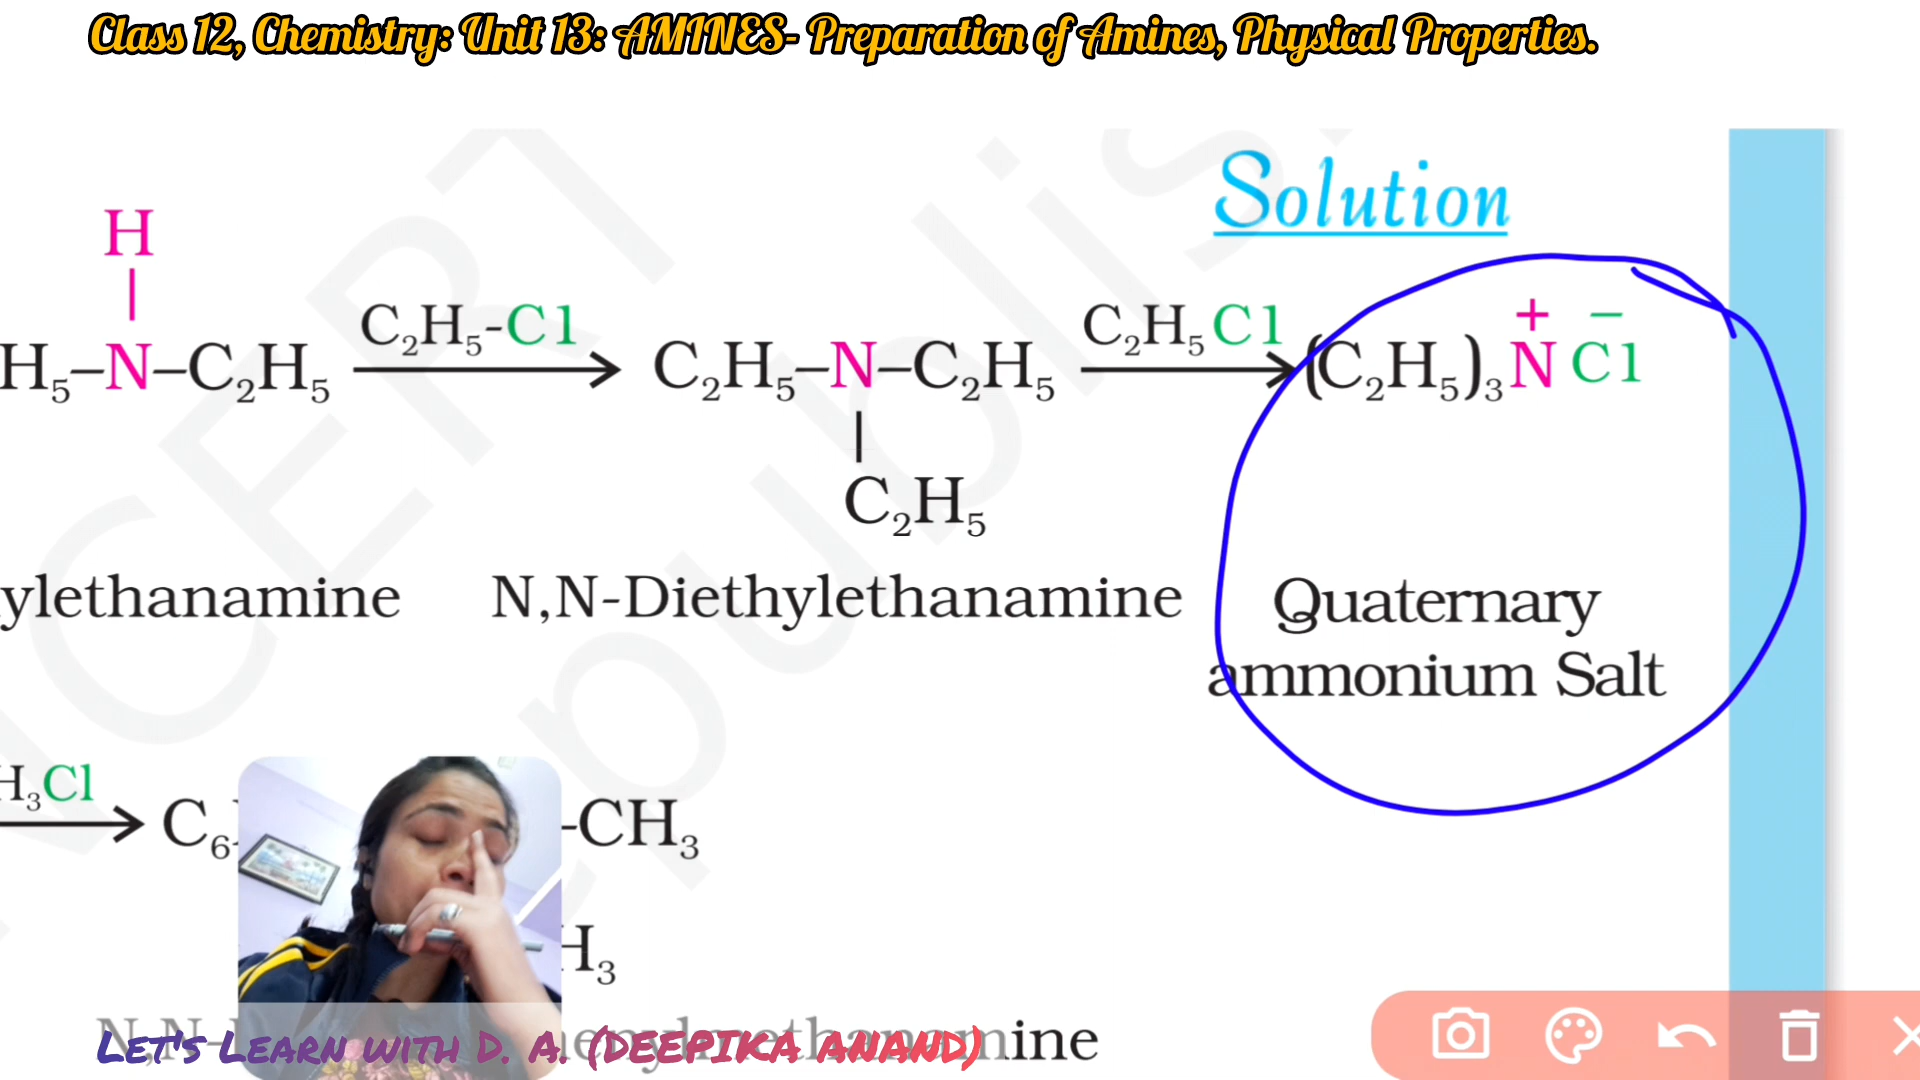 Class 12, Chemistry: Unit 13: AMINES- Preparation of Amines, Physical Properties.
Solution
H
H₅–N–C₂H₅ C₂H₅-Cl C₂H₅–N–C₂H₅ C₂H₅Cl (C₂H₅)₃N⁺Cl⁻
C₂H₅
ylethanamine N,N-Diethylethanamine Quaternary
ammonium Salt
H₃Cl
C₆ -CH₃
H₃
N,N- enylmethanamine
LET'S LEARN WITH D. A. (DEEPIKA ANAND)